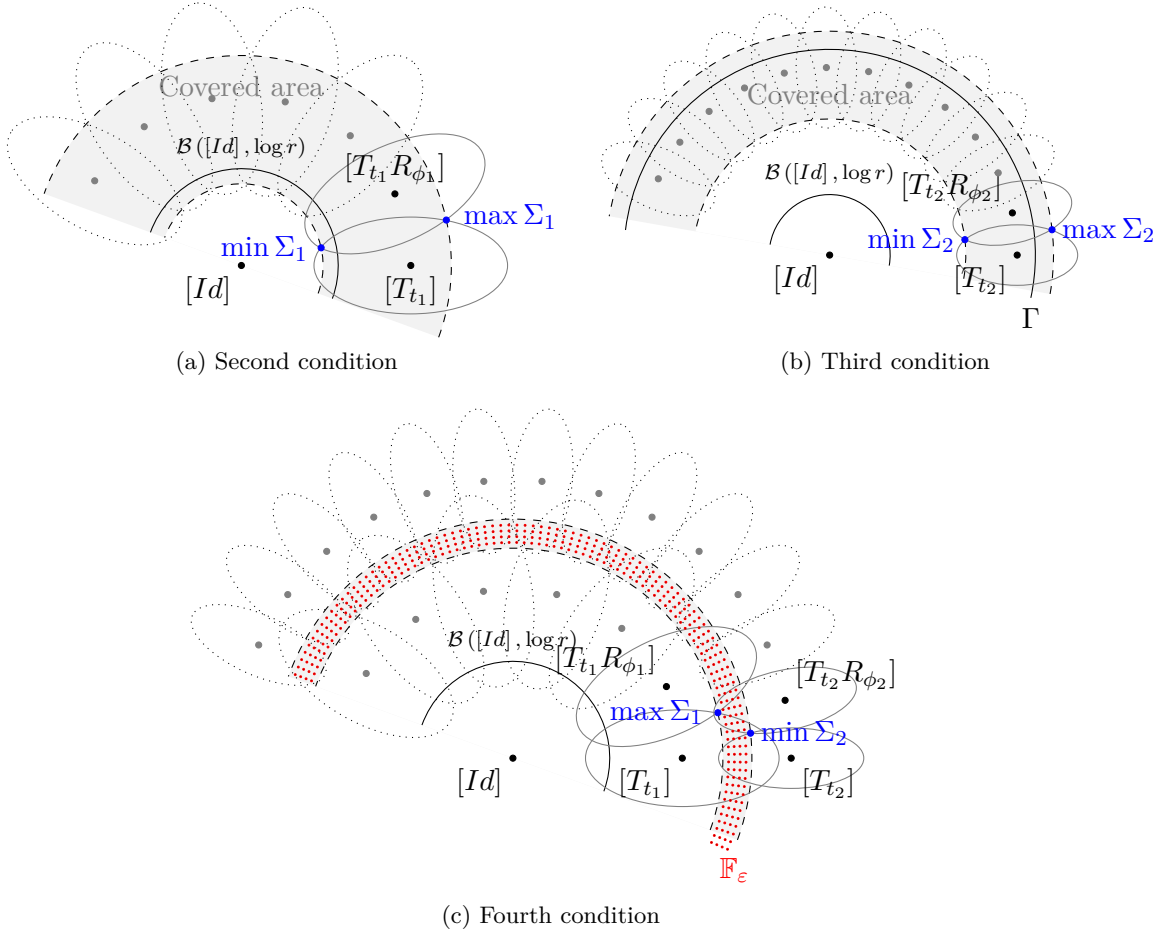 Covered area
B([Id], log r)
[T_{t_1} R_{ϕ_1}]
max Σ_1
min Σ_1
[Id]
[T_{t_1}]
(a) Second condition
Covered area
B([Id], log r)
[T_{t_2} R_{ϕ_2}]
min Σ_2
max Σ_2
[Id]
[T_{t_2}]
Γ
(b) Third condition
B([Id], log r)
[T_{t_1} R_{ϕ_1}]
[T_{t_2} R_{ϕ_2}]
max Σ_1
min Σ_2
[Id]
[T_{t_1}]
[T_{t_2}]
𝔽_ε
(c) Fourth condition